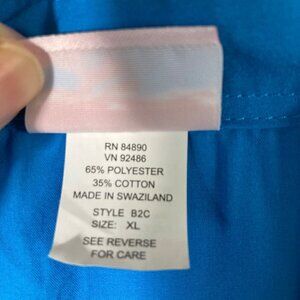 RN 84890
VN 92486
65% POLYESTER
35% COTTON
MADE IN SWAZILAND
STYLE B2C
SIZE: XL
SEE REVERSE
FOR CARE